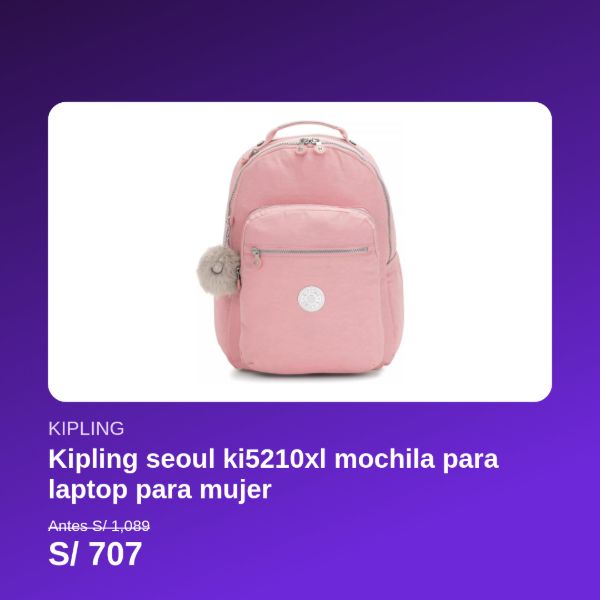 KIPLING
Kipling seoul ki5210xl mochila para
laptop para mujer
Antes S/ 1,089
S/ 707